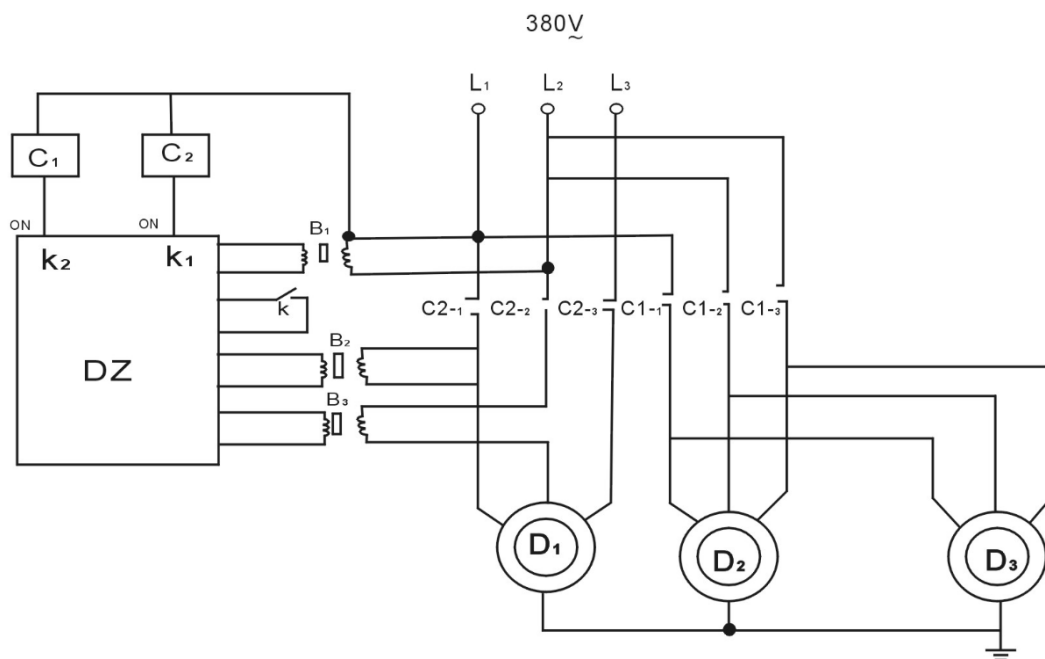 380V
~
L₁ L₂ L₃
C₁ C₂
ON ON
k₂ k₁
B₁
k
C2-₁ C2-₂ C2-₃ C1-₁ C1-₂ C1-₃
B₂
DZ
B₃
D₁ D₂ D₃